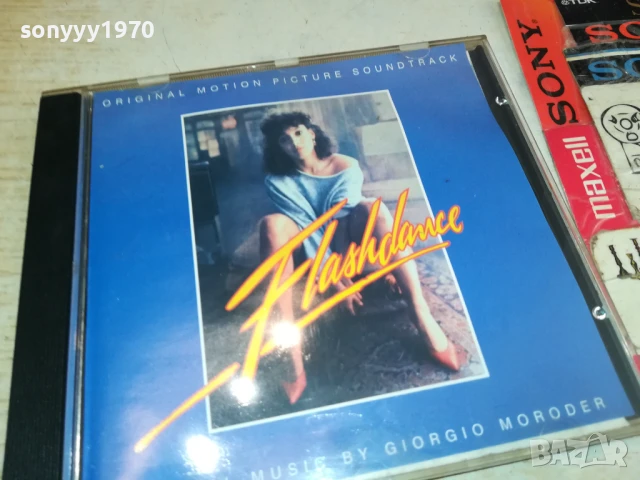 sonyyy1970
©TDK
SONY
maxell
ORIGINAL MOTION PICTURE SOUNDTRACK
Flashdance
MUSIC BY GIORGIO MORODER
BAZAR